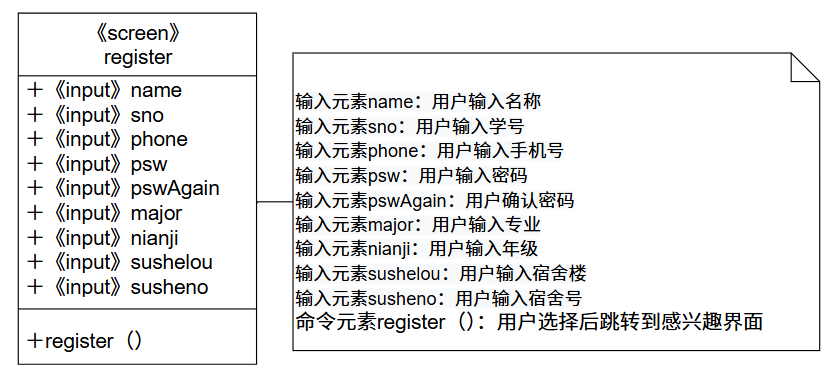 《screen》
register
＋《input》name
＋《input》sno
＋《input》phone
＋《input》psw
＋《input》pswAgain
＋《input》major
＋《input》nianji
＋《input》sushelou
＋《input》susheno
＋register（）
输入元素name：用户输入名称
输入元素sno：用户输入学号
输入元素phone：用户输入手机号
输入元素psw：用户输入密码
输入元素pswAgain：用户确认密码
输入元素major：用户输入专业
输入元素nianji：用户输入年级
输入元素sushelou：用户输入宿舍楼
输入元素susheno：用户输入宿舍号
命令元素register（）：用户选择后跳转到感兴趣界面